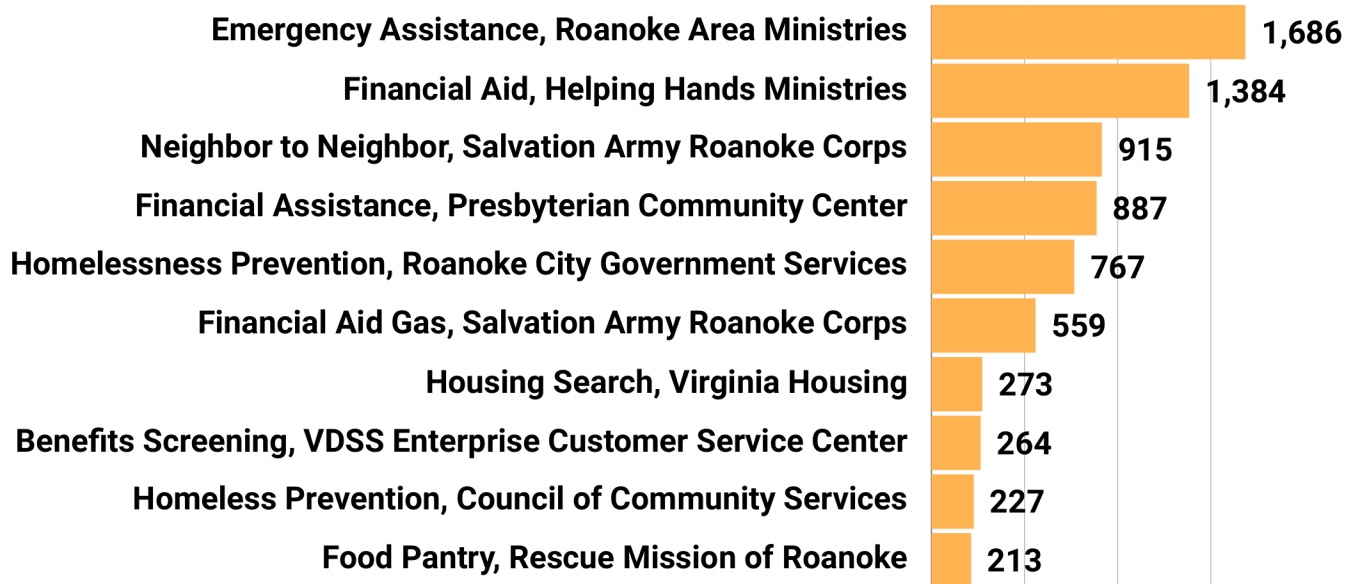 Emergency Assistance, Roanoke Area Ministries 1,686
Financial Aid, Helping Hands Ministries 1,384
Neighbor to Neighbor, Salvation Army Roanoke Corps 915
Financial Assistance, Presbyterian Community Center 887
Homelessness Prevention, Roanoke City Government Services 767
Financial Aid Gas, Salvation Army Roanoke Corps 559
Housing Search, Virginia Housing 273
Benefits Screening, VDSS Enterprise Customer Service Center 264
Homeless Prevention, Council of Community Services 227
Food Pantry, Rescue Mission of Roanoke 213